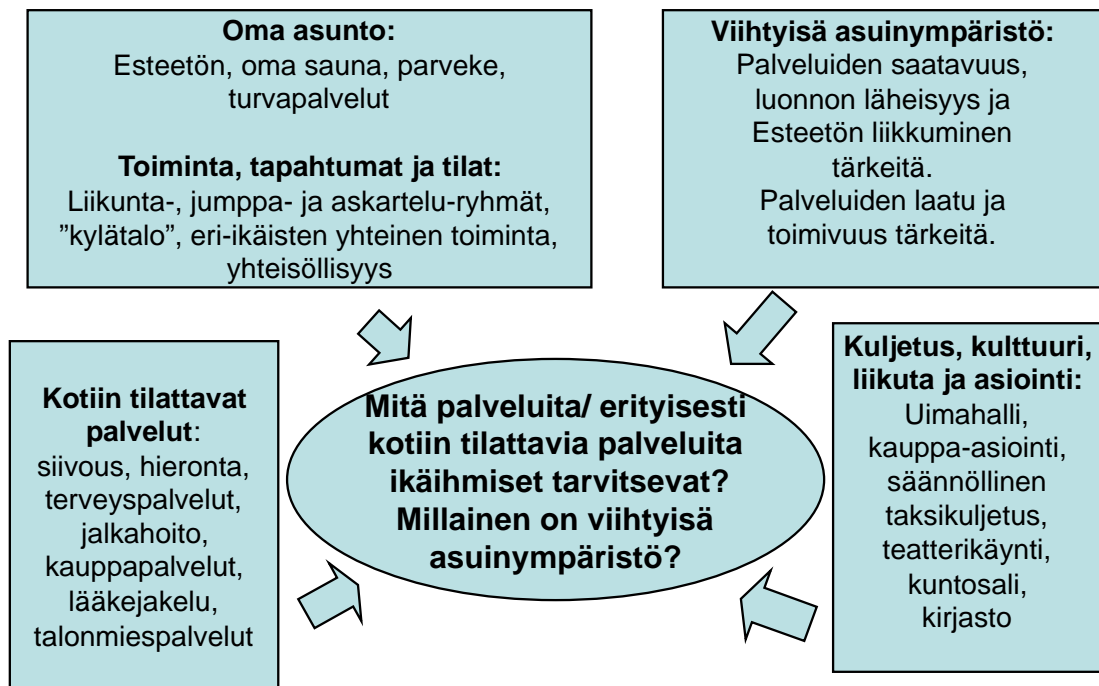 Oma asunto:
Esteetön, oma sauna, parveke,
turvapalvelut
Toiminta, tapahtumat ja tilat:
Liikunta-, jumppa- ja askartelu-ryhmät,
”kylätalo”, eri-ikäisten yhteinen toiminta,
yhteisöllisyys
Viihtyisä asuinympäristö:
Palveluiden saatavuus,
luonnon läheisyys ja
Esteetön liikkuminen
tärkeitä.
Palveluiden laatu ja
toimivuus tärkeitä.
Kotiin tilattavat
palvelut:
siivous, hieronta,
terveyspalvelut,
jalkahoito,
kauppapalvelut,
lääkejakelu,
talonmiespalvelut
Mitä palveluita/ erityisesti
kotiin tilattavia palveluita
ikäihmiset tarvitsevat?
Millainen on viihtyisä
asuinympäristö?
Kuljetus, kulttuuri,
liikuta ja asiointi:
Uimahalli,
kauppa-asiointi,
säännöllinen
taksikuljetus,
teatterikäynti,
kuntosali,
kirjasto